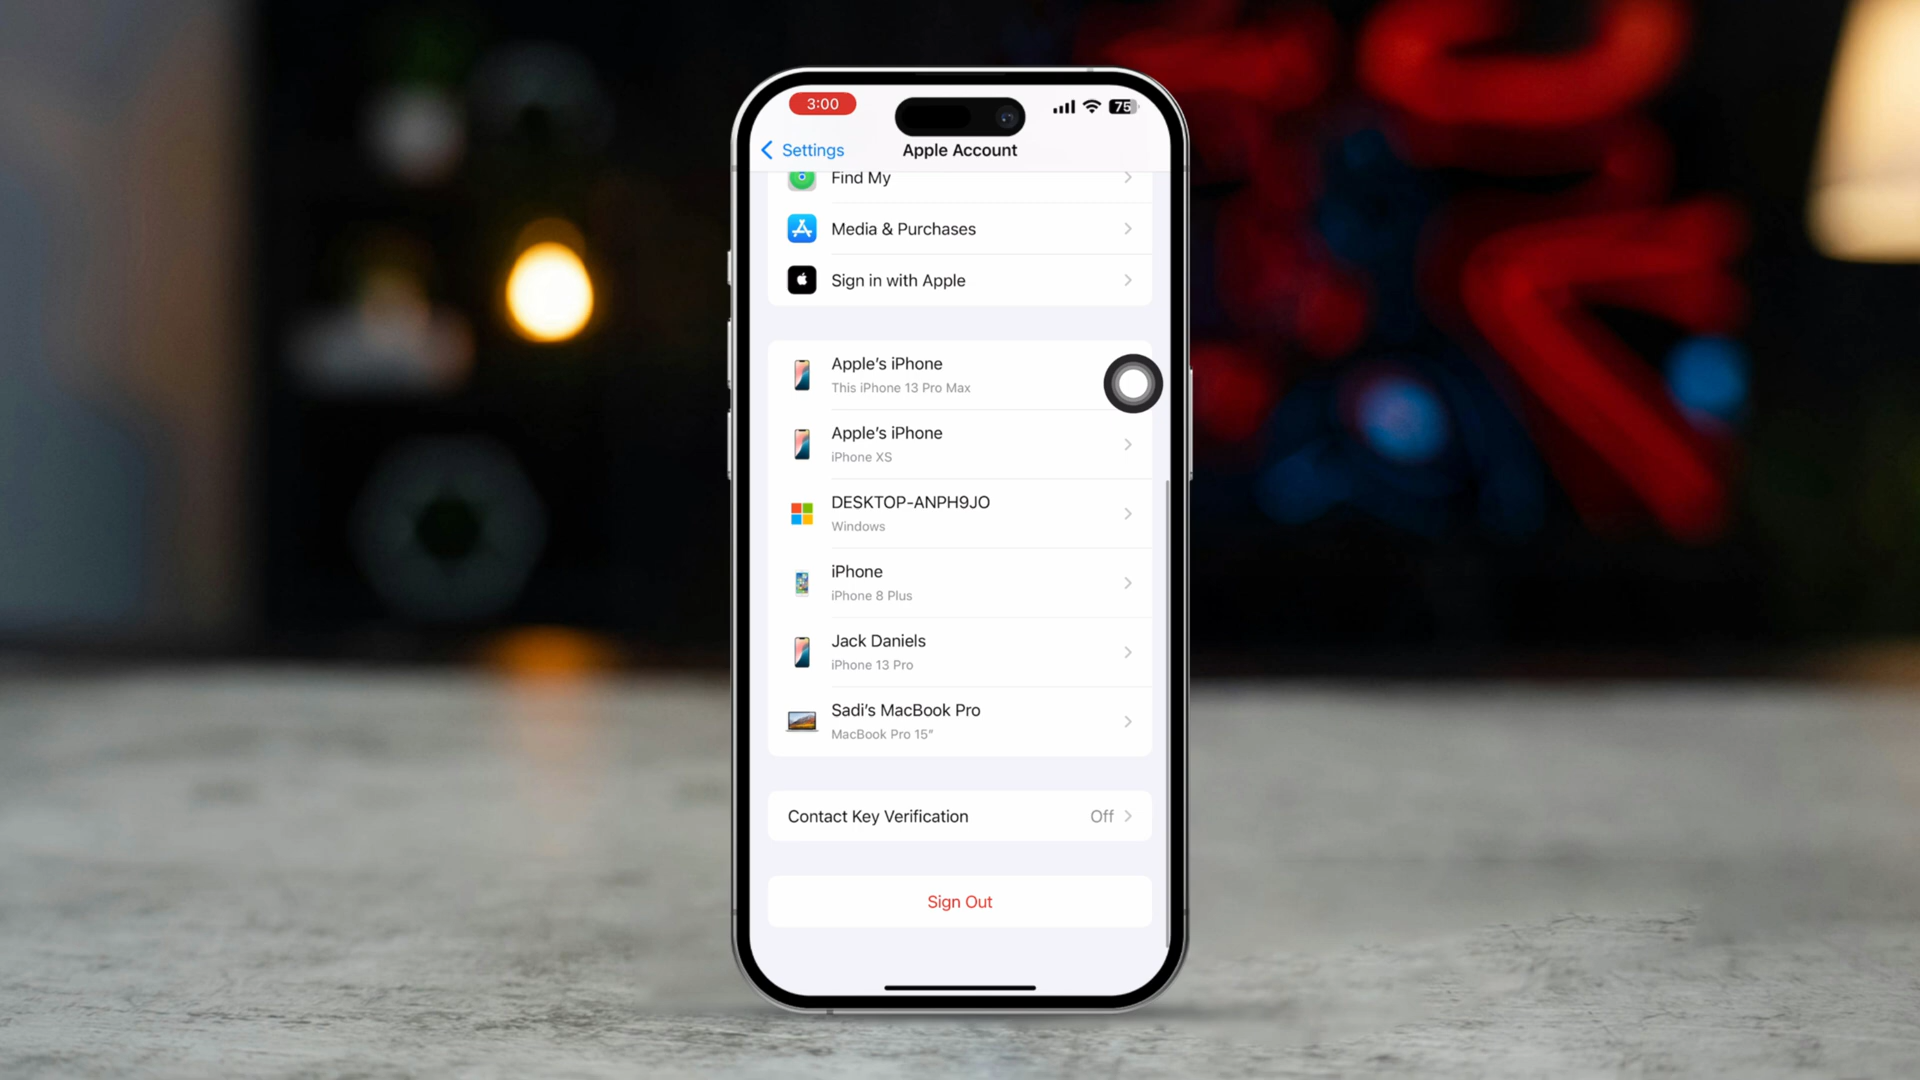 3:00
75
Settings
Apple Account
Find My
Media & Purchases
Sign in with Apple
Apple's iPhone
This iPhone 13 Pro Max
Apple's iPhone
iPhone XS
DESKTOP-ANPH9JO
Windows
iPhone
iPhone 8 Plus
Jack Daniels
iPhone 13 Pro
Sadi's MacBook Pro
MacBook Pro 15"
Contact Key Verification
Off
Sign Out